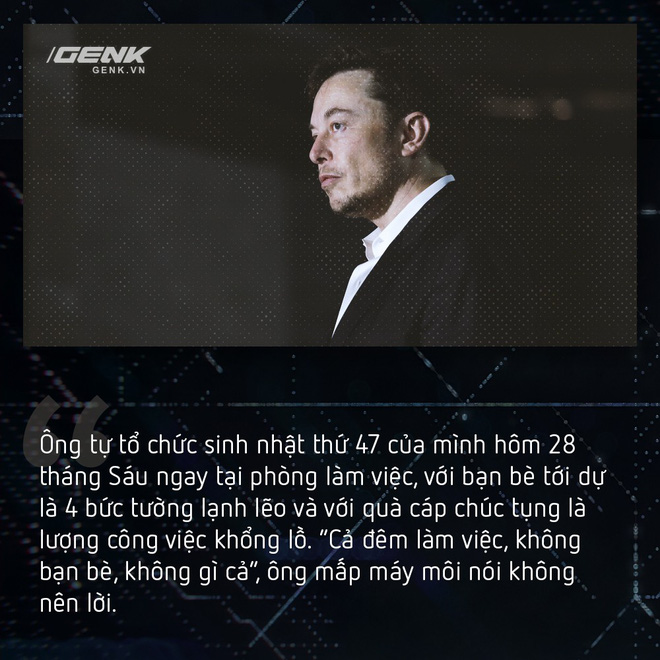 /GENK
GENK.VN
Ông tự tổ chức sinh nhật thứ 47 của mình hôm 28
tháng Sáu ngay tại phòng làm việc, với bạn bè tới dự
là 4 bức tường lạnh lẽo và với quà cáp chúc tụng là
lượng công việc khổng lồ. “Cả đêm làm việc, không
bạn bè, không gì cả”, ông mấp máy môi nói không
nên lời.